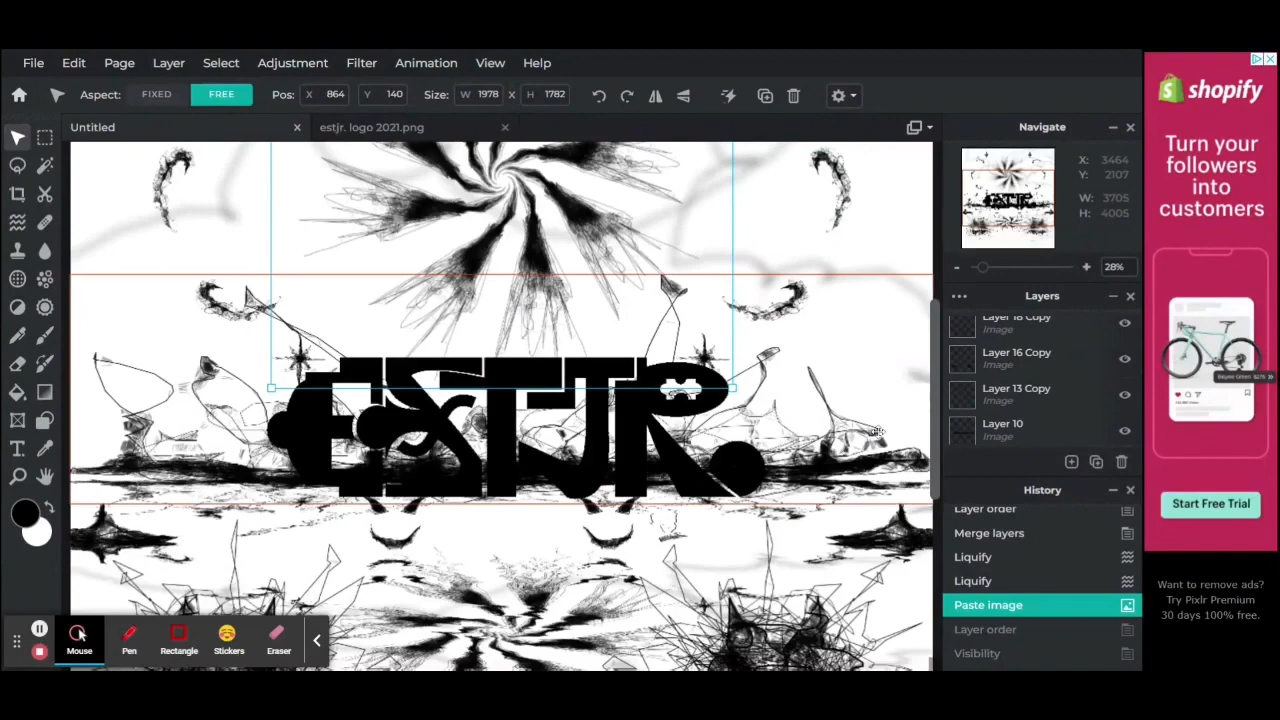 File Edit Page Layer Select Adjustment Filter Animation View Help
Aspect: FIXED FREE Pos: X 864 Y 140 Size: W 1978 X H 1782
Untitled
estjr. logo 2021.png
Navigate
X: 3464
Y: 2107
W: 3705
H: 4005
28%
Layers
Layer 18 Copy
Image
Layer 16 Copy
Image
Layer 13 Copy
Image
Layer 10
Image
History
Layer order
Merge layers
Liquify
Liquify
Paste image
Layer order
Visibility
ESTJR.
T
Mouse Pen Rectangle Stickers Eraser
shopify
Turn your
followers
into
customers
Start Free Trial
Want to remove ads?
Try Pixlr Premium
30 days 100% free.